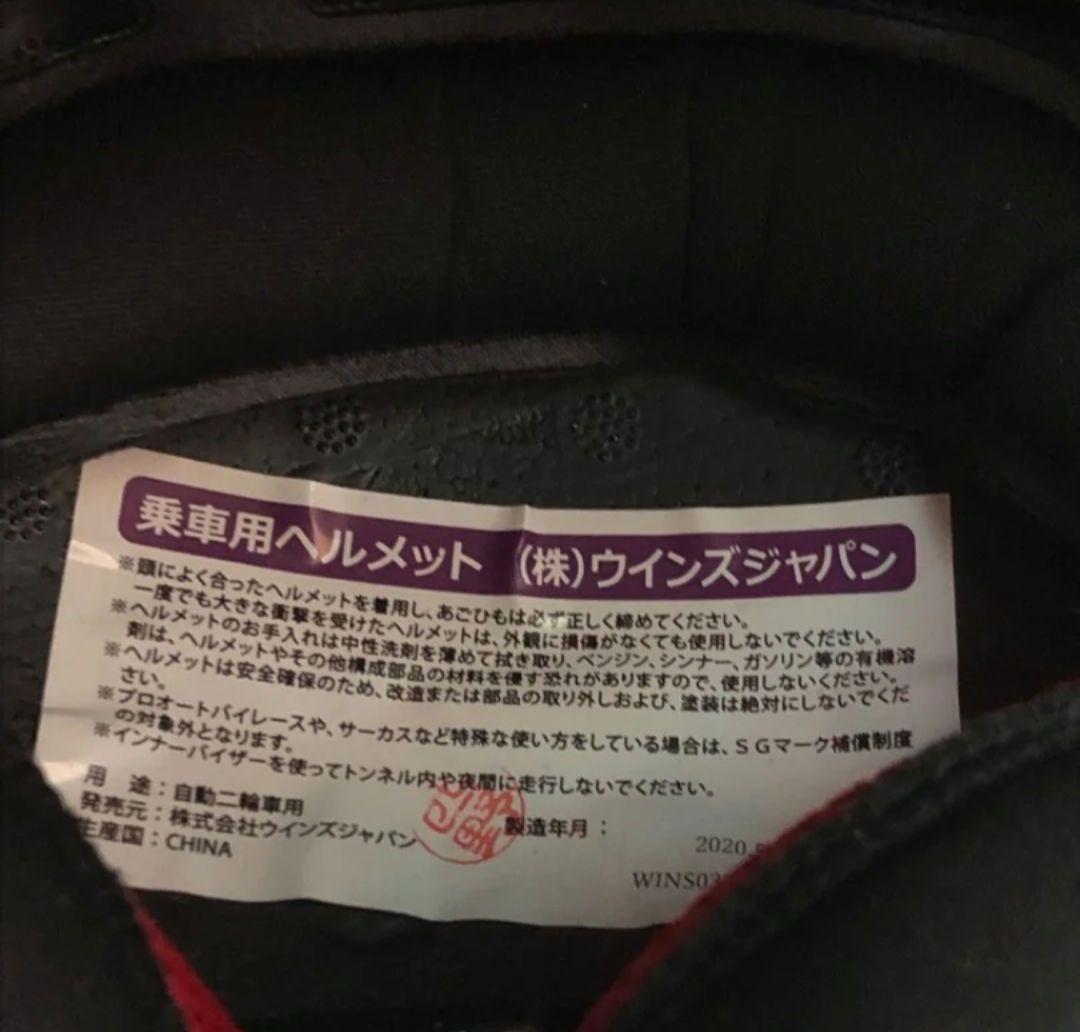 乗車用ヘルメット (株)ウインズジャパン
※頭によく合ったヘルメットを着用し、あごひもは必ず正しく締めてください。
一度でも大きな衝撃を受けたヘルメットは、外観に損傷がなくても使用しないでください。
※ヘルメットのお手入れは中性洗剤を薄めて拭き取り、ベンジン、シンナー、ガソリン等の有機溶
剤は、ヘルメットやその他構成部品の材料を優す恐れがありますので、使用しないください。
※ヘルメットは安全確保のため、改造または部品の取り外しおよび、塗装は絶対にしないでくだ
さい。
※プロオートバイレースや、サーカスなど特殊な使い方をしている場合は、SGマーク補償制度
の対象外となります。
※インナーバイザーを使ってトンネル内や夜間に走行しないでください。
用 途：自動二輪車用
発売元：株式会社ウインズジャパン
生産国：CHINA
製造年月：
2020.
WINS03